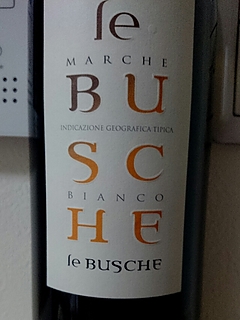 le
MARCHE
BU
INDICAZIONE GEOGRAFICA TIPICA
SC
BIANCO
HE
le BUSCHE